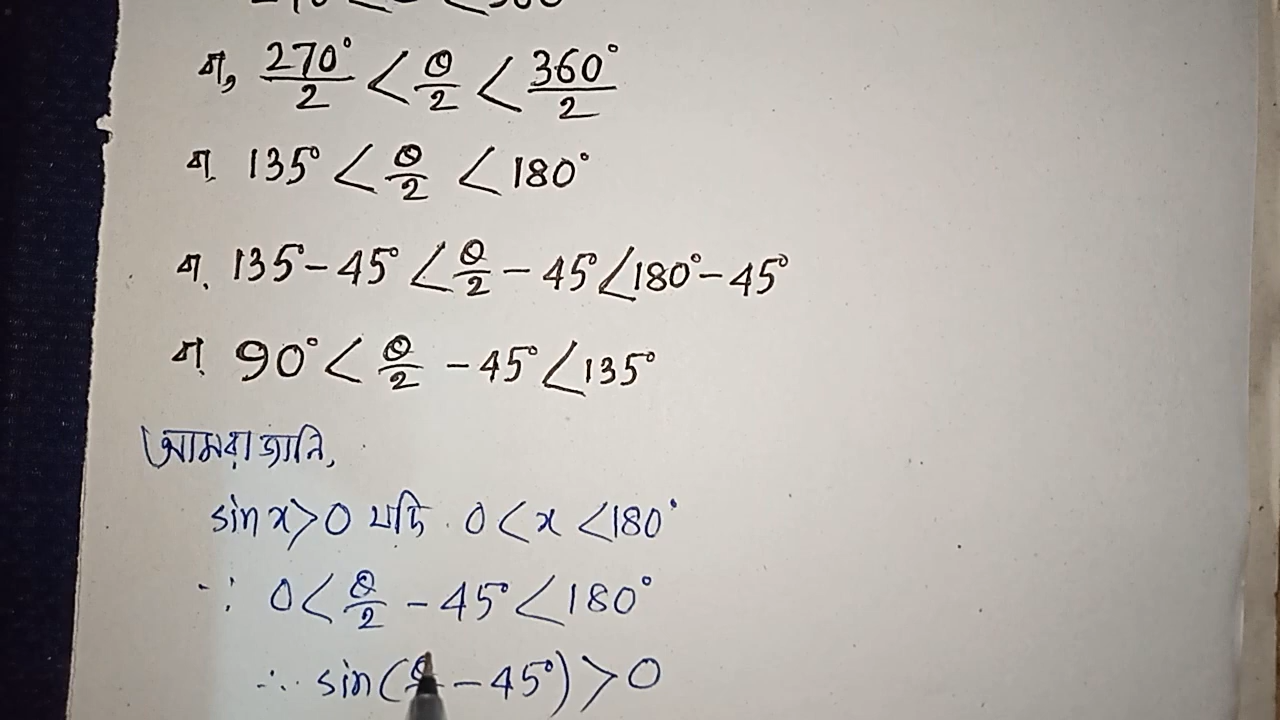 বা, 270°/2 < θ/2 < 360°/2
বা, 135° < θ/2 < 180°
বা, 135° - 45° < θ/2 - 45° < 180° - 45°
বা, 90° < θ/2 - 45° < 135°
আমরা জানি,
sin x > 0 যদি 0 < x < 180°
∵ 0 < θ/2 - 45° < 180°
∴ sin(θ/2 - 45°) > 0